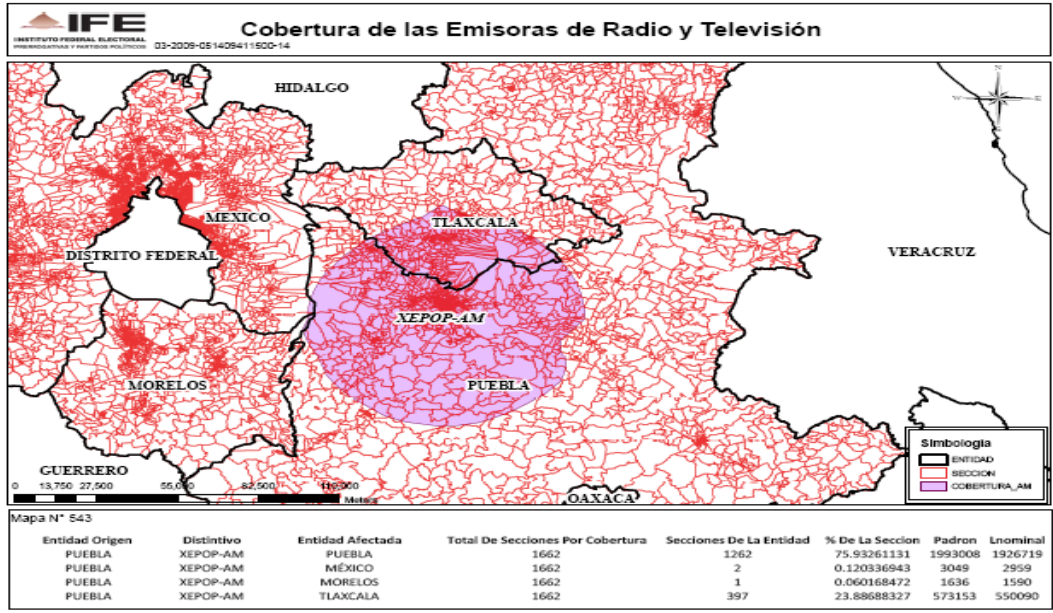 IFE
INSTITUTO FEDERAL ELECTORAL
PRERROGATIVAS Y PARTIDOS POLÍTICOS
03-2009-051409411500-14
Cobertura de las Emisoras de Radio y Televisión
HIDALGO
N
W E
MEXICO
TLAXCALA
DISTRITO FEDERAL
VERACRUZ
XEPOP-AM
MORELOS
PUEBLA
GUERRERO
OAXACA
0 13,750 27,500 55,000 82,500 110,000
Meters
Simbologia
ENTIDAD
SECCION
COBERTURA_AM
Mapa N° 543
Entidad Origen Distintivo Entidad Afectada Total De Secciones Por Cobertura Secciones De La Entidad % De La Seccion Padron Lnominal
PUEBLA XEPOP-AM PUEBLA 1662 1262 75.93261131 1993008 1926719
PUEBLA XEPOP-AM MÉXICO 1662 2 0.120336943 3049 2959
PUEBLA XEPOP-AM MORELOS 1662 1 0.060168472 1636 1590
PUEBLA XEPOP-AM TLAXCALA 1662 397 23.88688327 573153 550090